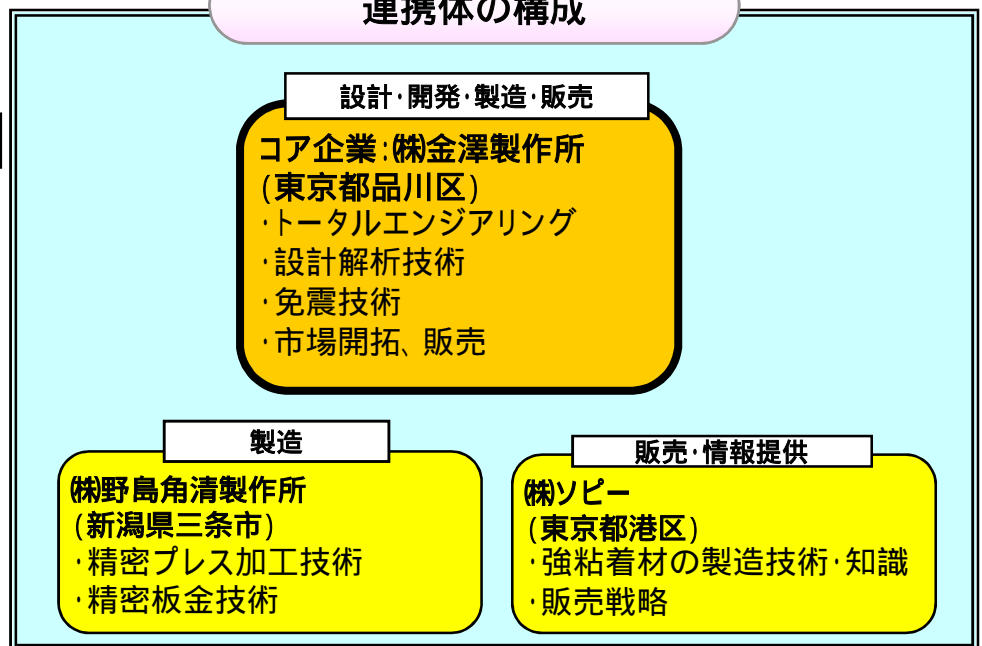 連携体の構成
設計･開発･製造･販売
コア企業:㈱金澤製作所
(東京都品川区)
･トータルエンジアリング
･設計解析技術
･免震技術
･市場開拓、販売
製造
㈱野島角清製作所
(新潟県三条市)
･精密プレス加工技術
･精密板金技術
販売･情報提供
㈱ソピー
(東京都港区)
･強粘着材の製造技術･知識
･販売戦略